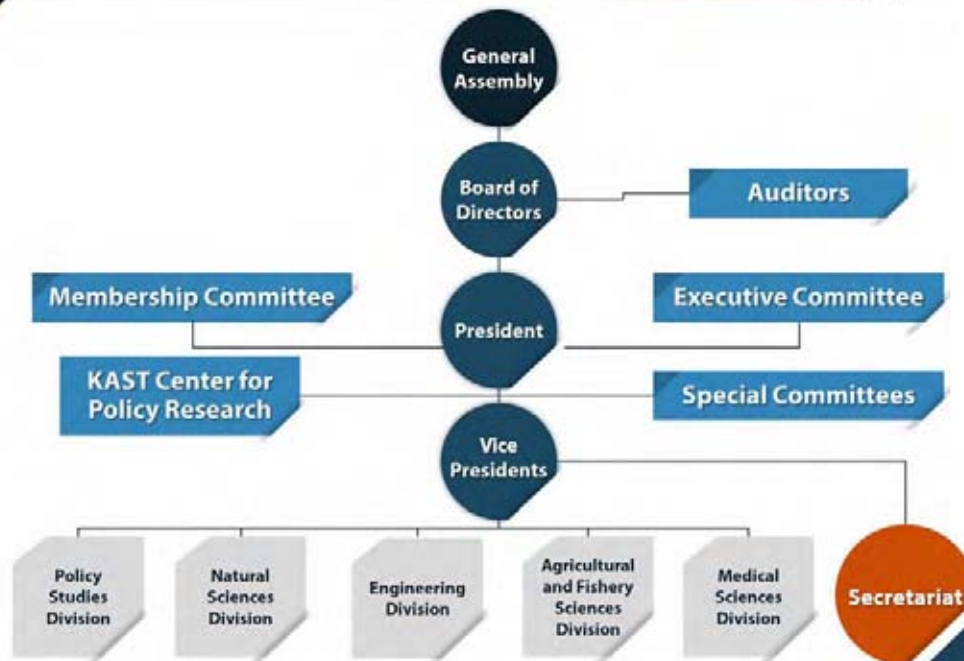 General
Assembly
Board of
Directors
Auditors
Membership Committee
Executive Committee
President
KAST Center for
Policy Research
Special Committees
Vice
Presidents
Policy
Studies
Division
Natural
Sciences
Division
Engineering
Division
Agricultural
and Fishery
Sciences
Division
Medical
Sciences
Division
Secretariat